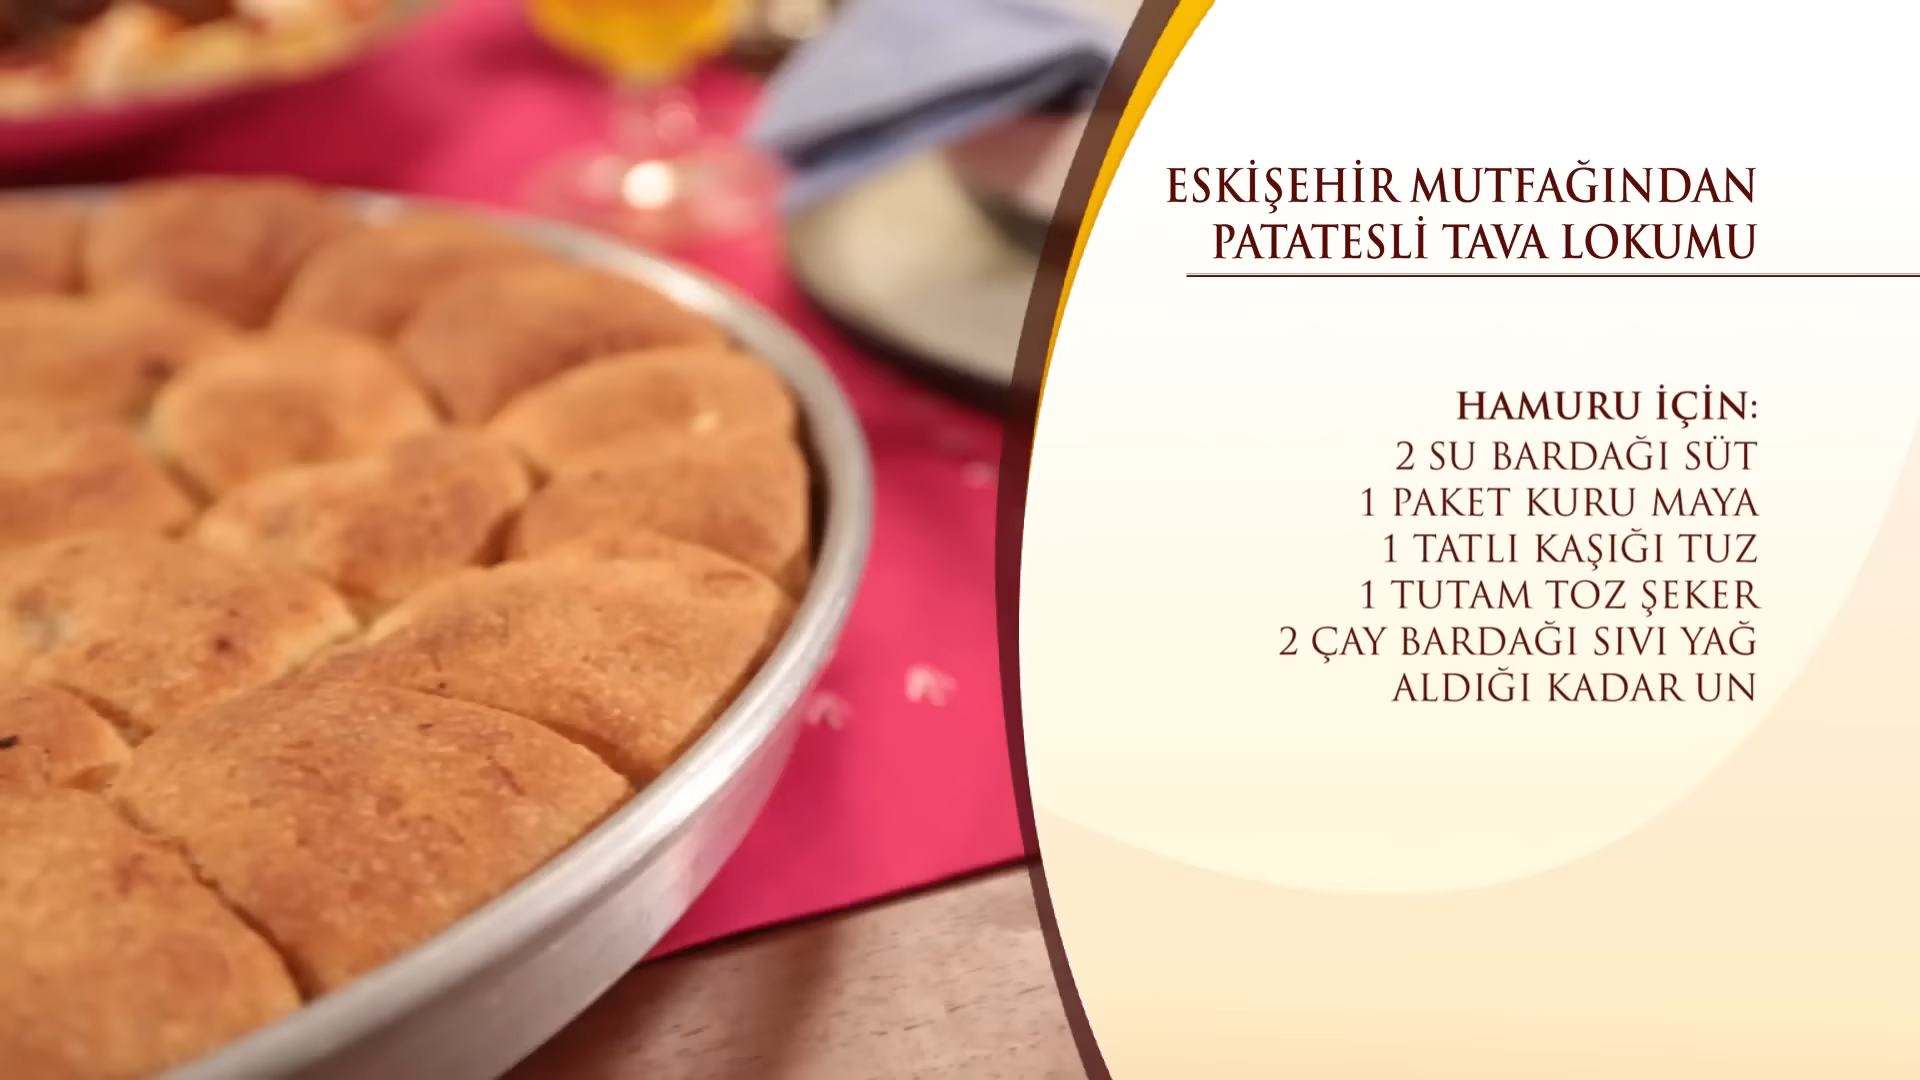 ESKİŞEHİR MUTFAĞINDAN
PATATESLİ TAVA LOKUMU
HAMURU İÇİN:
2 SU BARDAĞI SÜT
1 PAKET KURU MAYA
1 TATLI KAŞIĞI TUZ
1 TUTAM TOZ ŞEKER
2 ÇAY BARDAĞI SIVI YAĞ
ALDIĞI KADAR UN